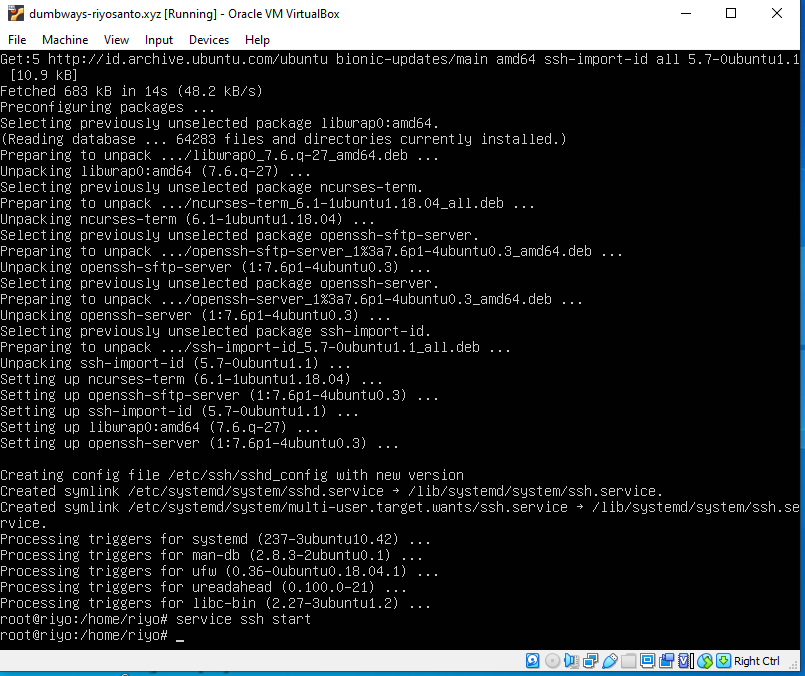 dumbways-riyosanto.xyz [Running] - Oracle VM VirtualBox
File Machine View Input Devices Help
Get:5 http://id.archive.ubuntu.com/ubuntu bionic-updates/main amd64 ssh-import-id all 5.7-0ubuntu1.1
[10.9 kB]
Fetched 683 kB in 14s (48.2 kB/s)
Preconfiguring packages ...
Selecting previously unselected package libwrap0:amd64.
(Reading database ... 64283 files and directories currently installed.)
Preparing to unpack .../libwrap0_7.6.q-27_amd64.deb ...
Unpacking libwrap0:amd64 (7.6.q-27) ...
Selecting previously unselected package ncurses-term.
Preparing to unpack .../ncurses-term_6.1-1ubuntu1.18.04_all.deb ...
Unpacking ncurses-term (6.1-1ubuntu1.18.04) ...
Selecting previously unselected package openssh-sftp-server.
Preparing to unpack .../openssh-sftp-server_1%3a7.6p1-4ubuntu0.3_amd64.deb ...
Unpacking openssh-sftp-server (1:7.6p1-4ubuntu0.3) ...
Selecting previously unselected package openssh-server.
Preparing to unpack .../openssh-server_1%3a7.6p1-4ubuntu0.3_amd64.deb ...
Unpacking openssh-server (1:7.6p1-4ubuntu0.3) ...
Selecting previously unselected package ssh-import-id.
Preparing to unpack .../ssh-import-id_5.7-0ubuntu1.1_all.deb ...
Unpacking ssh-import-id (5.7-0ubuntu1.1) ...
Setting up ncurses-term (6.1-1ubuntu1.18.04) ...
Setting up openssh-sftp-server (1:7.6p1-4ubuntu0.3) ...
Setting up ssh-import-id (5.7-0ubuntu1.1) ...
Setting up libwrap0:amd64 (7.6.q-27) ...
Setting up openssh-server (1:7.6p1-4ubuntu0.3) ...
Creating config file /etc/ssh/sshd_config with new version
Created symlink /etc/systemd/system/sshd.service → /lib/systemd/system/ssh.service.
Created symlink /etc/systemd/system/multi-user.target.wants/ssh.service → /lib/systemd/system/ssh.se
rvice.
Processing triggers for systemd (237-3ubuntu10.42) ...
Processing triggers for man-db (2.8.3-2ubuntu0.1) ...
Processing triggers for ufw (0.36-0ubuntu0.18.04.1) ...
Processing triggers for ureadahead (0.100.0-21) ...
Processing triggers for libc-bin (2.27-3ubuntu1.2) ...
root@riyo:/home/riyo# service ssh start
root@riyo:/home/riyo# _
Right Ctrl